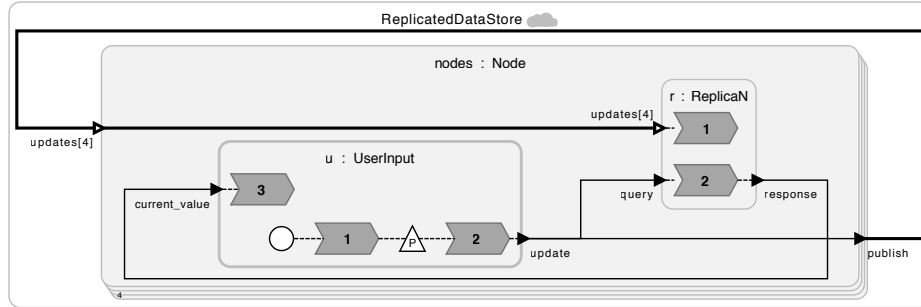 ReplicatedDataStore
nodes : Node
r : ReplicaN
updates[4]
1
updates[4]
u : UserInput
3
2
current_value
query
response
1
P
2
update
publish
4